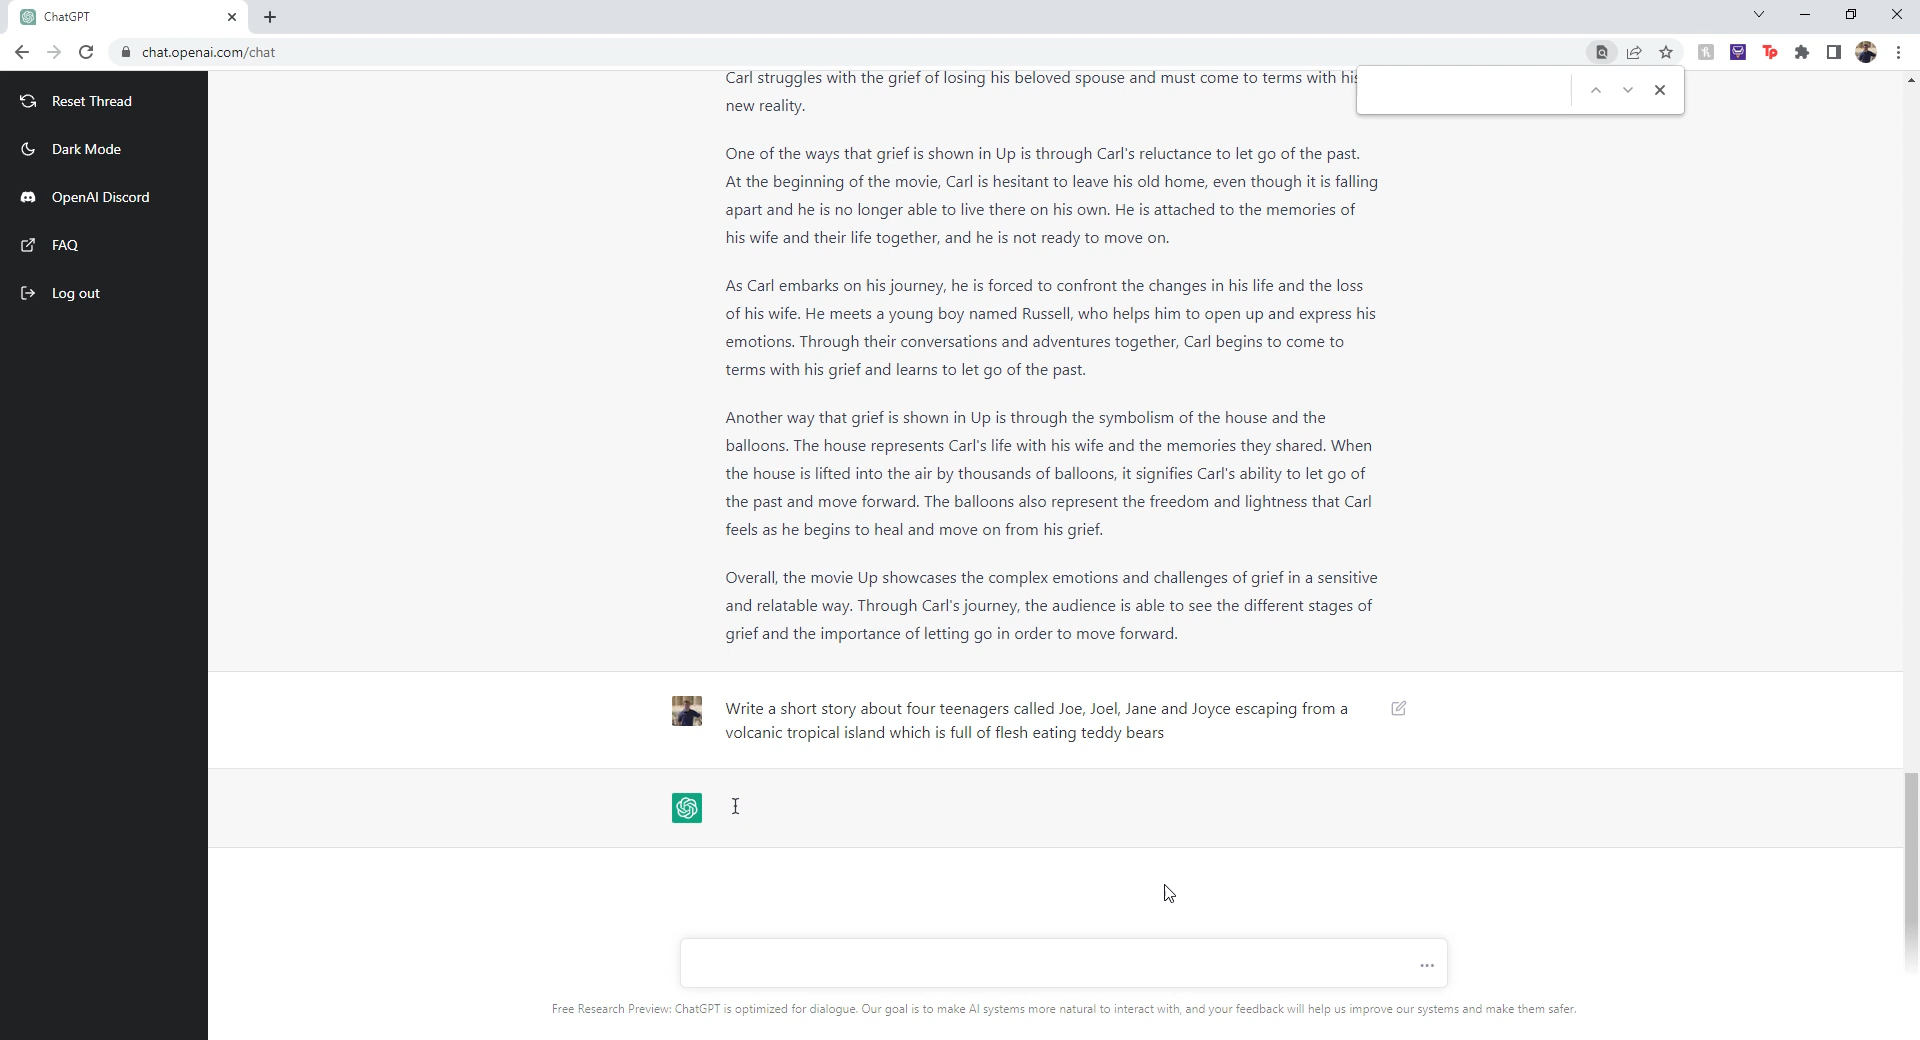 ChatGPT
chat.openai.com/chat
Tp
Reset Thread
Dark Mode
OpenAI Discord
FAQ
Log out
Carl struggles with the grief of losing his beloved spouse and must come to terms with his
new reality.
One of the ways that grief is shown in Up is through Carl's reluctance to let go of the past.
At the beginning of the movie, Carl is hesitant to leave his old home, even though it is falling
apart and he is no longer able to live there on his own. He is attached to the memories of
his wife and their life together, and he is not ready to move on.
As Carl embarks on his journey, he is forced to confront the changes in his life and the loss
of his wife. He meets a young boy named Russell, who helps him to open up and express his
emotions. Through their conversations and adventures together, Carl begins to come to
terms with his grief and learns to let go of the past.
Another way that grief is shown in Up is through the symbolism of the house and the
balloons. The house represents Carl's life with his wife and the memories they shared. When
the house is lifted into the air by thousands of balloons, it signifies Carl's ability to let go of
the past and move forward. The balloons also represent the freedom and lightness that Carl
feels as he begins to heal and move on from his grief.
Overall, the movie Up showcases the complex emotions and challenges of grief in a sensitive
and relatable way. Through Carl's journey, the audience is able to see the different stages of
grief and the importance of letting go in order to move forward.
Write a short story about four teenagers called Joe, Joel, Jane and Joyce escaping from a
volcanic tropical island which is full of flesh eating teddy bears
Free Research Preview: ChatGPT is optimized for dialogue. Our goal is to make AI systems more natural to interact with, and your feedback will help us improve our systems and make them safer.